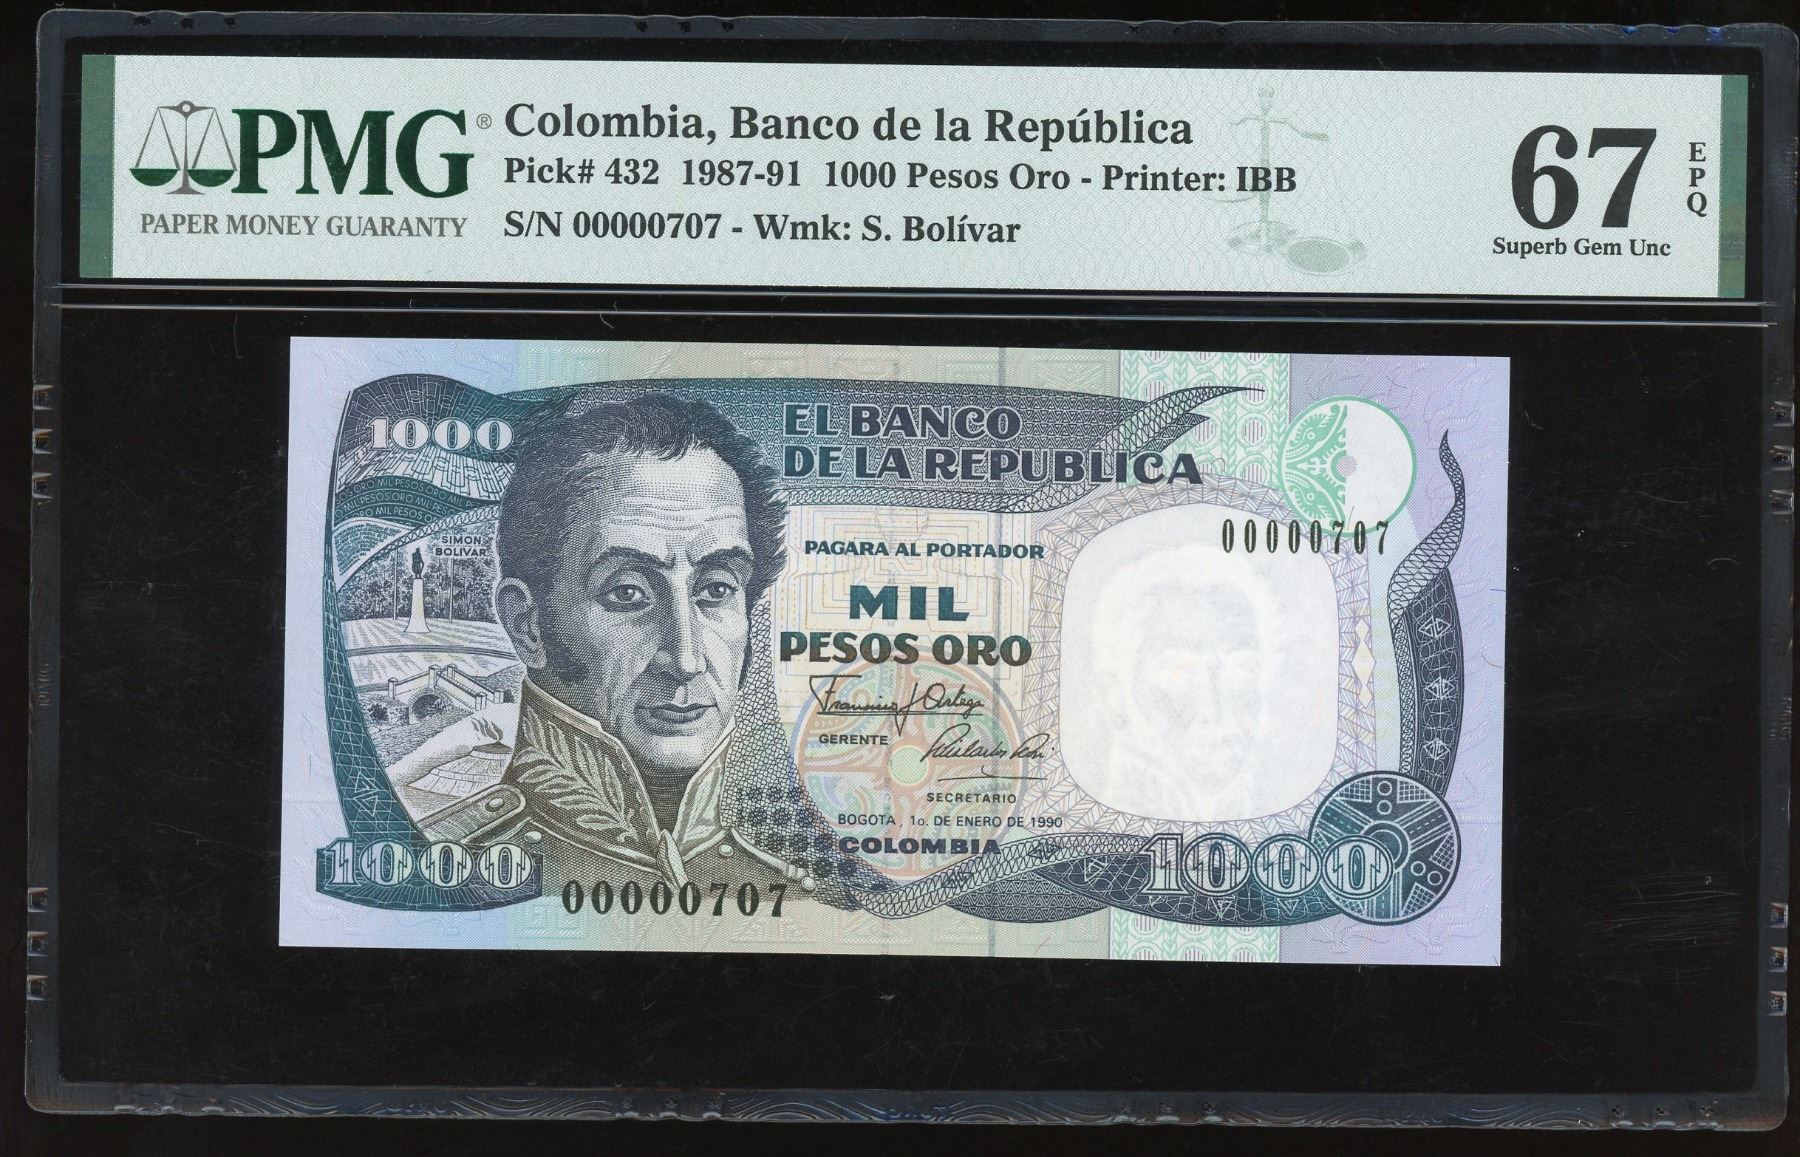 PMG®
PAPER MONEY GUARANTY
Colombia, Banco de la República
Pick# 432 1987-91 1000 Pesos Oro - Printer: IBB
S/N 00000707 - Wmk: S. Bolívar
67 EPQ
Superb Gem Unc
1000
EL BANCO
DE LA REPUBLICA
SIMON
BOLIVAR
00000707
PAGARA AL PORTADOR
MIL
PESOS ORO
Francisco J Ortega
GERENTE
SECRETARIO
BOGOTA, 1o. DE ENERO DE 1990
COLOMBIA
1000
1000
00000707